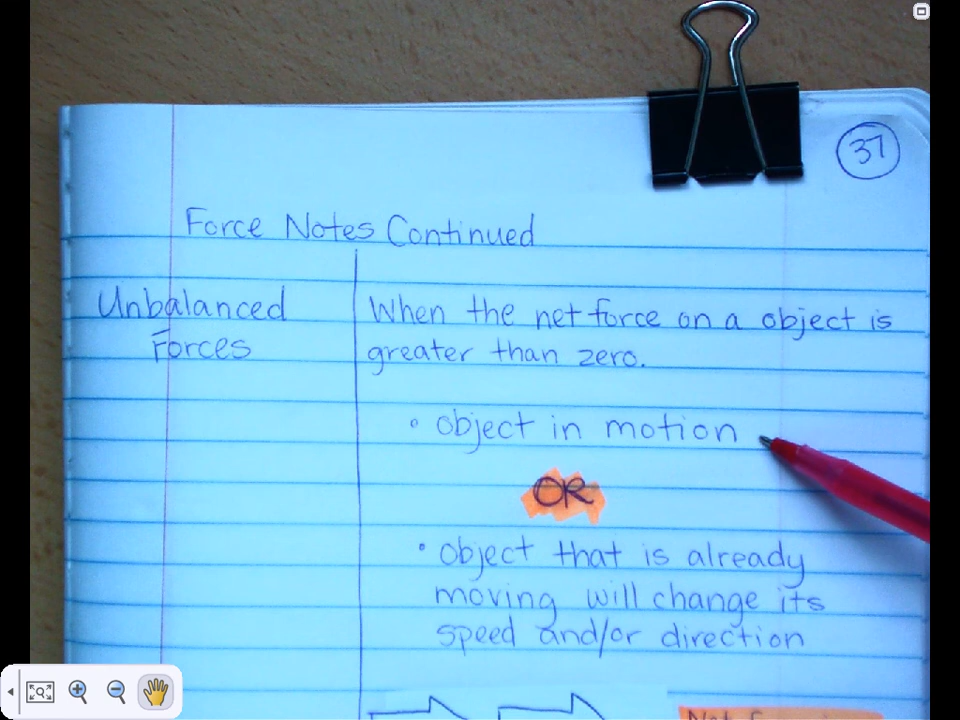 37
Force Notes Continued
Unbalanced
Forces
When the net force on a object is
greater than zero.
• object in motion
OR
• object that is already
moving will change its
speed and/or direction